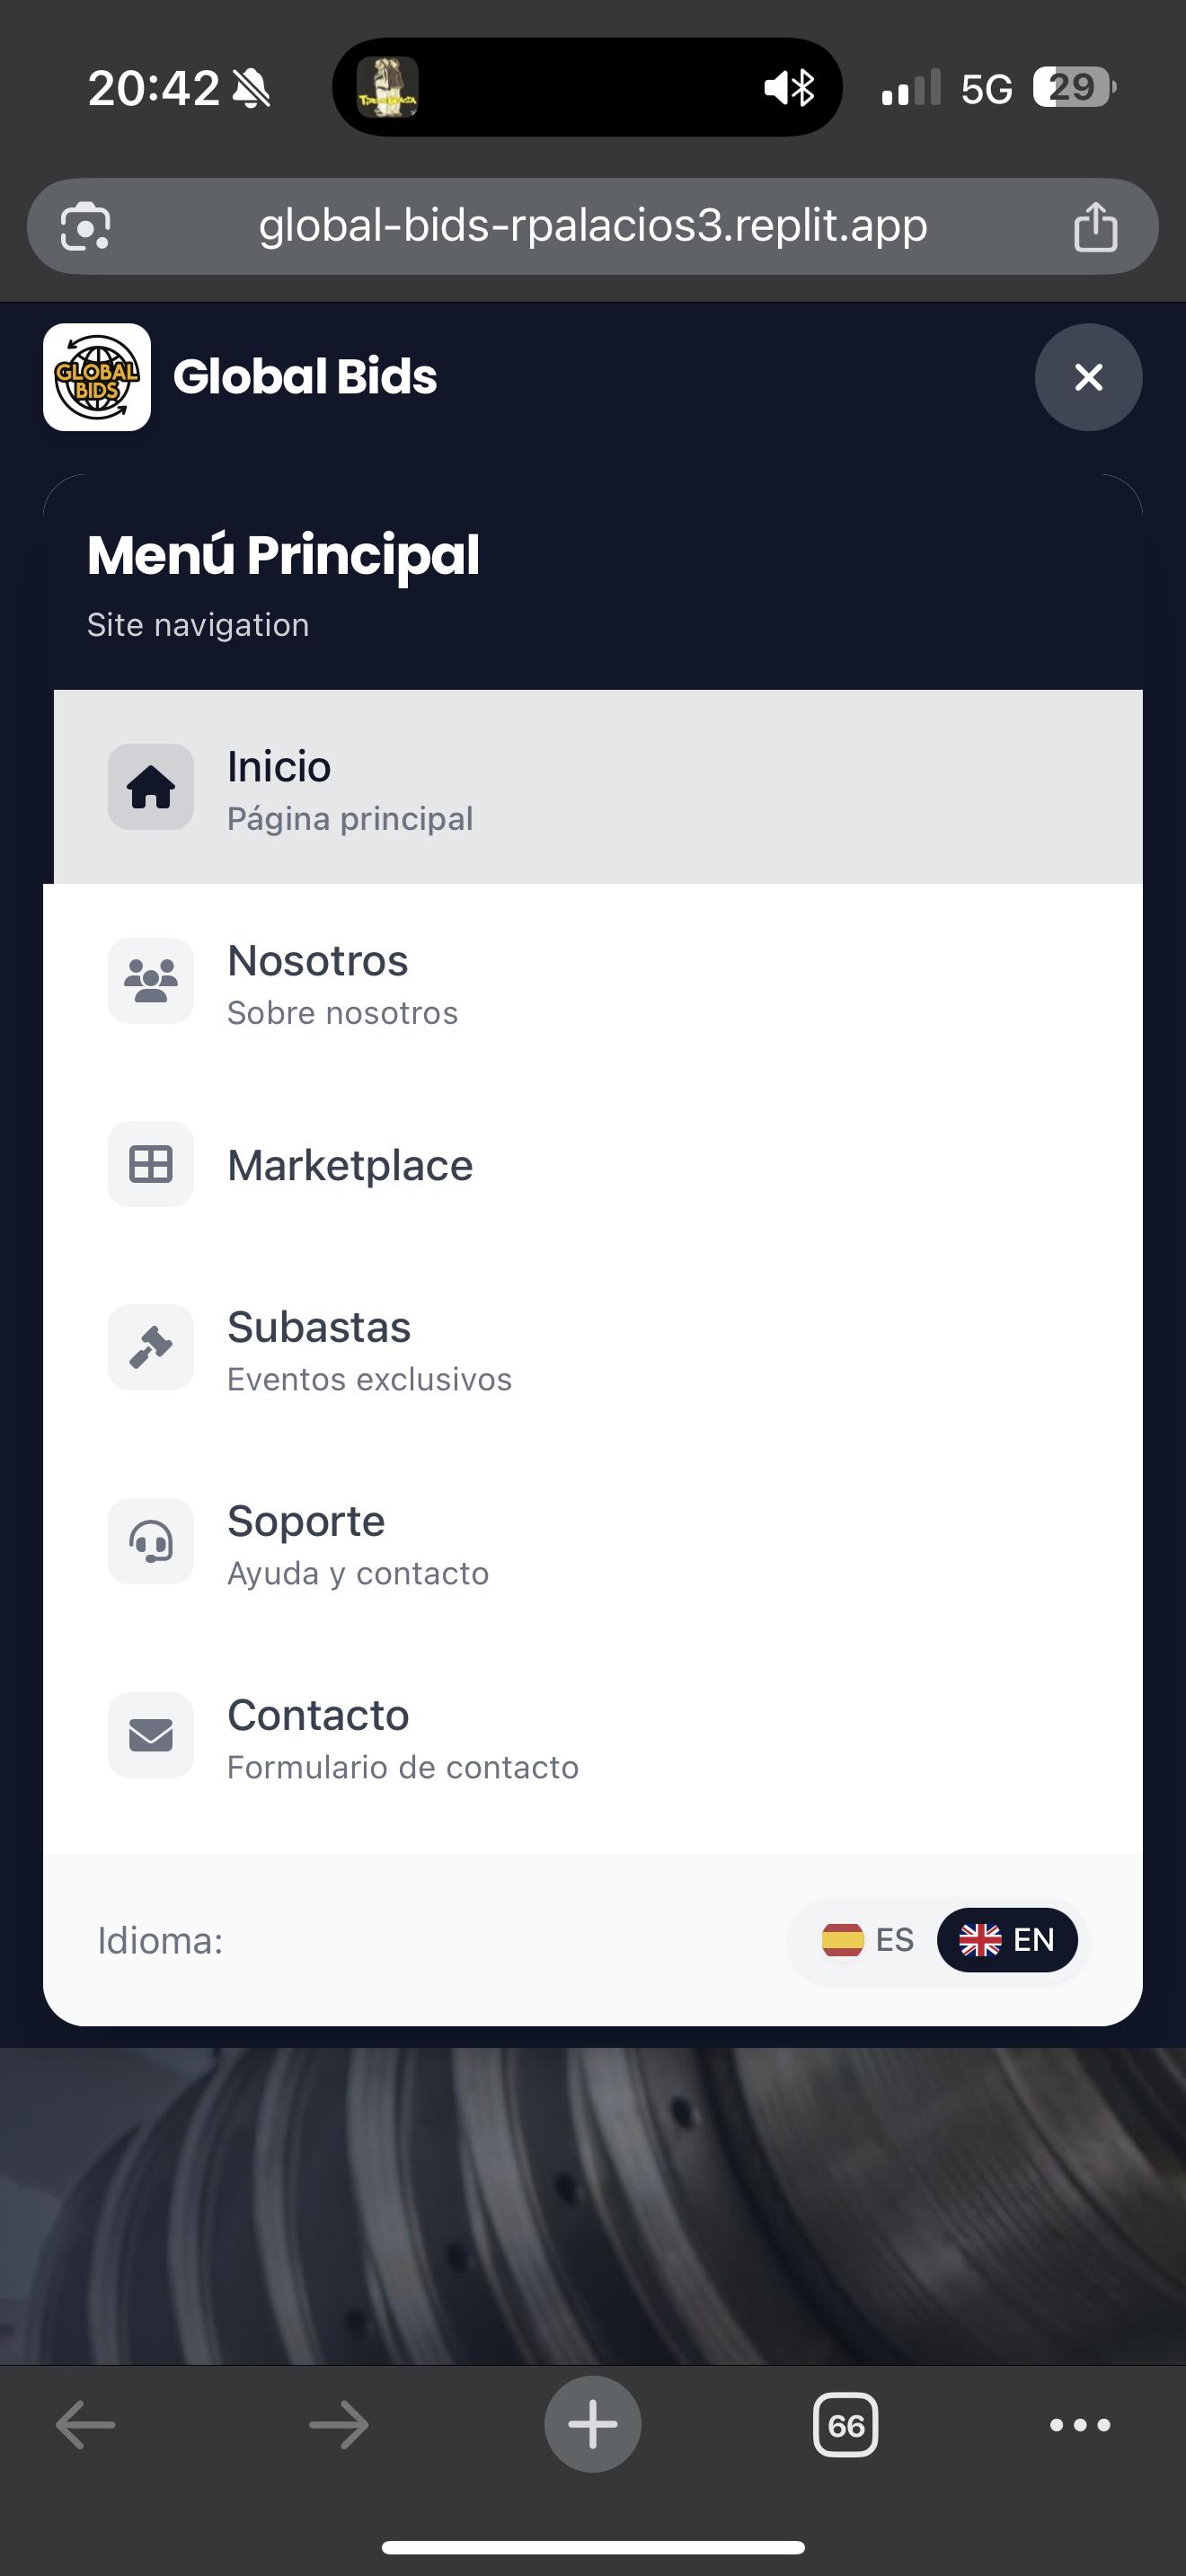 20:42
5G
29
global-bids-rpalacios3.replit.app
GLOBAL
BIDS
Global Bids
Menú Principal
Site navigation
Inicio
Página principal
Nosotros
Sobre nosotros
Marketplace
Subastas
Eventos exclusivos
Soporte
Ayuda y contacto
Contacto
Formulario de contacto
Idioma:
ES
EN
66